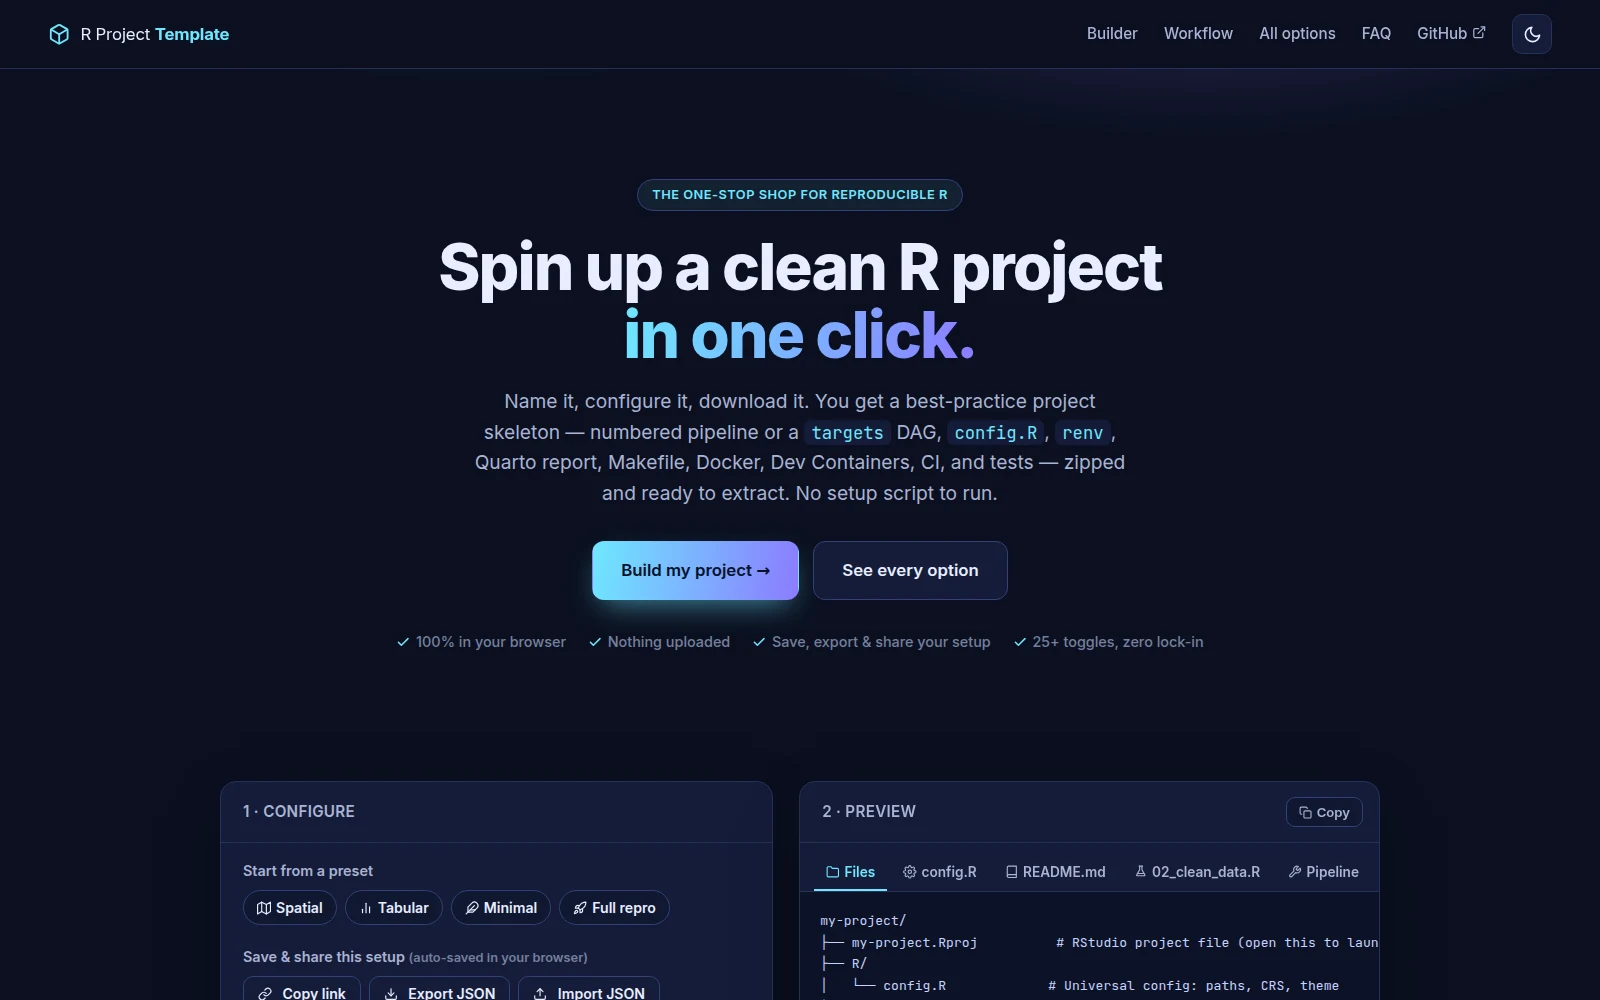 R Project Template
Builder
Workflow
All options
FAQ
GitHub
THE ONE-STOP SHOP FOR REPRODUCIBLE R
Spin up a clean R project
in one click.
Name it, configure it, download it. You get a best-practice project
skeleton — numbered pipeline or a targets DAG, config.R, renv,
Quarto report, Makefile, Docker, Dev Containers, CI, and tests — zipped
and ready to extract. No setup script to run.
Build my project →
See every option
100% in your browser
Nothing uploaded
Save, export & share your setup
25+ toggles, zero lock-in
1 · CONFIGURE
Start from a preset
Spatial
Tabular
Minimal
Full repro
Save & share this setup (auto-saved in your browser)
Copy link
Export JSON
Import JSON
2 · PREVIEW
Copy
Files
config.R
README.md
02_clean_data.R
Pipeline
my-project/
├── my-project.Rproj # RStudio project file (open this to laun
├── R/
│ └── config.R # Universal config: paths, CRS, theme